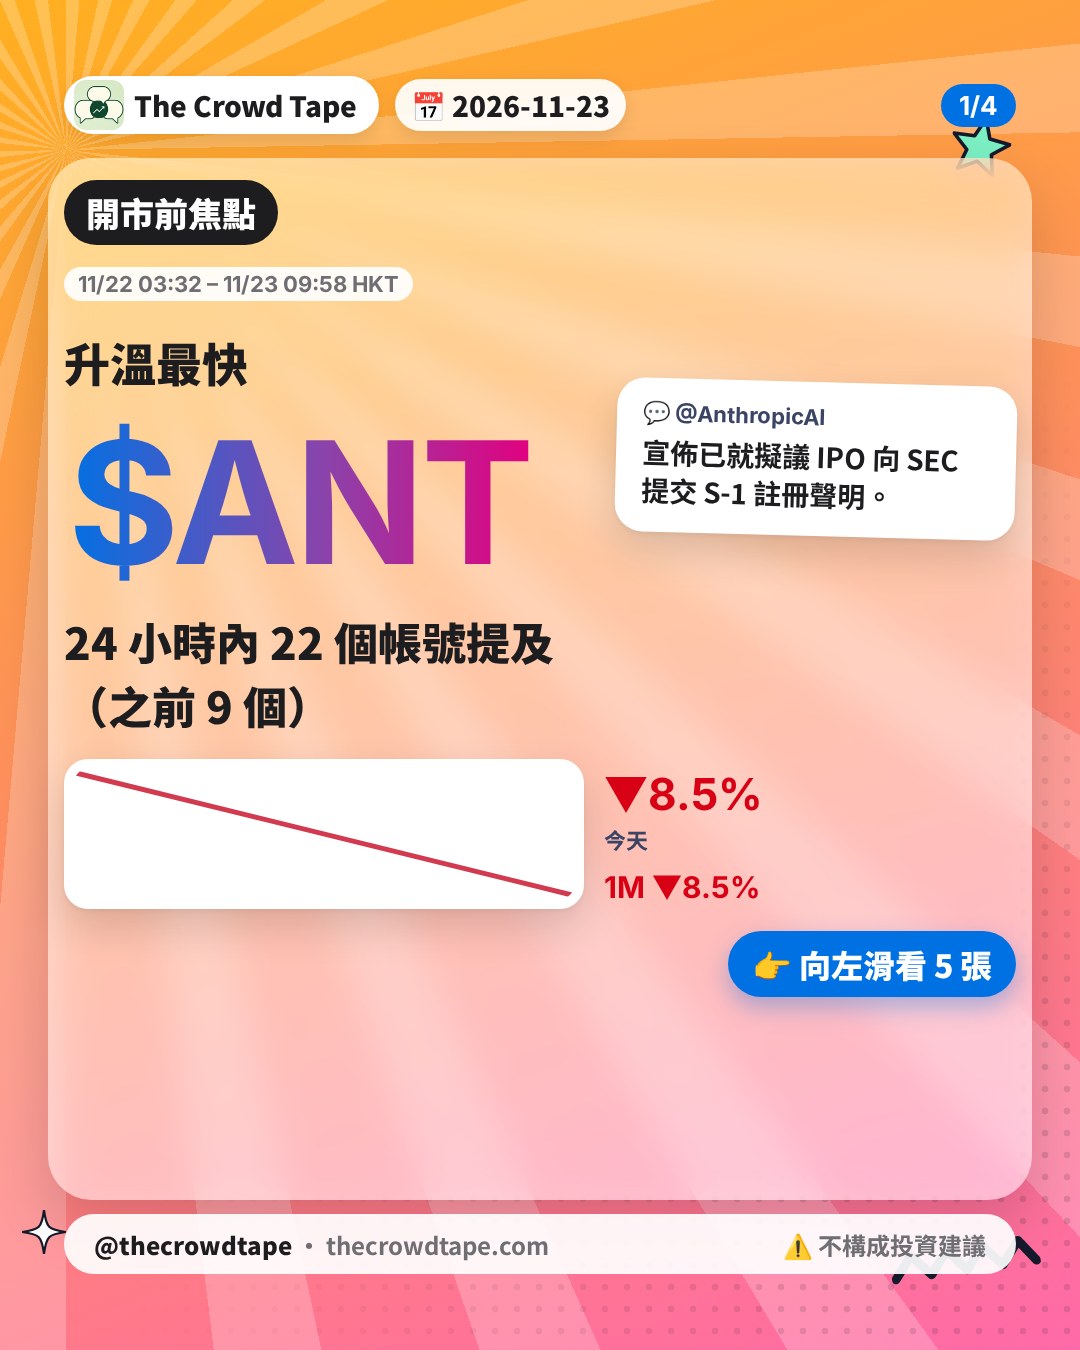 The Crowd Tape
📅 2026-11-23
1/4
開市前焦點
11/22 03:32 – 11/23 09:58 HKT
升溫最快
$ANT
💬 @AnthropicAI
宣佈已就擬議 IPO 向 SEC
提交 S-1 註冊聲明。
24 小時內 22 個帳號提及
（之前 9 個）
▼8.5%
今天
1M ▼8.5%
👉 向左滑看 5 張
@thecrowdtape · thecrowdtape.com
⚠️ 不構成投資建議